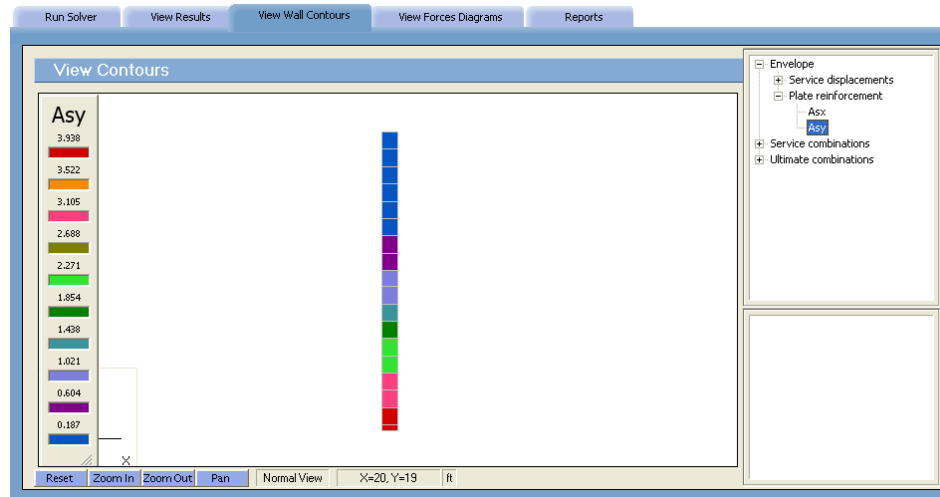 Run Solver View Results View Wall Contours View Forces Diagrams Reports
View Contours
Asy
3.938
3.522
3.105
2.688
2.271
1.854
1.438
1.021
0.604
0.187
X
Reset Zoom In Zoom Out Pan Normal View X=20, Y=19 ft
Envelope
Service displacements
Plate reinforcement
Asx
Asy
Service combinations
Ultimate combinations